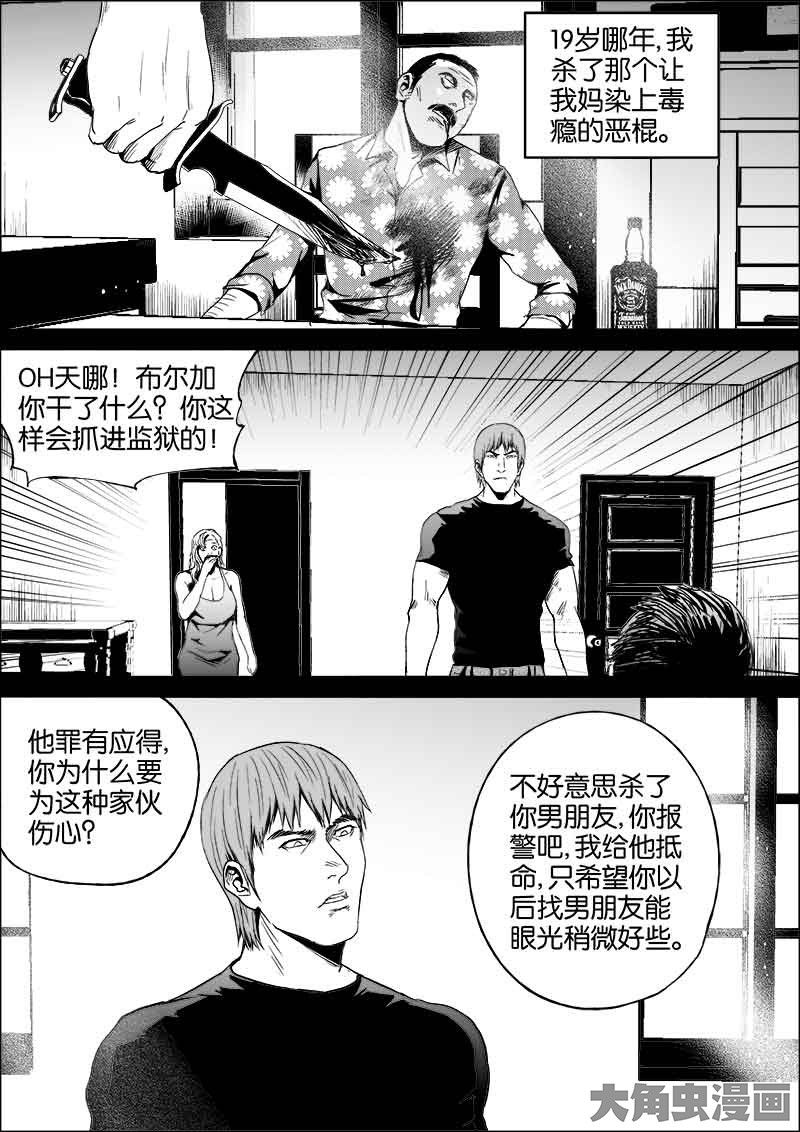 19岁哪年,我
杀了那个让
我妈染上毒
瘾的恶棍。
JACK DANIEL'S
Tennessee
WHISKEY
OH天哪！布尔加
你干了什么？你这
样会抓进监狱的！
他罪有应得,
你为什么要
为这种家伙
伤心？
不好意思杀了
你男朋友,你报
警吧,我给他抵
命,只希望你以
后找男朋友能
眼光稍微好些。
大角虫漫画